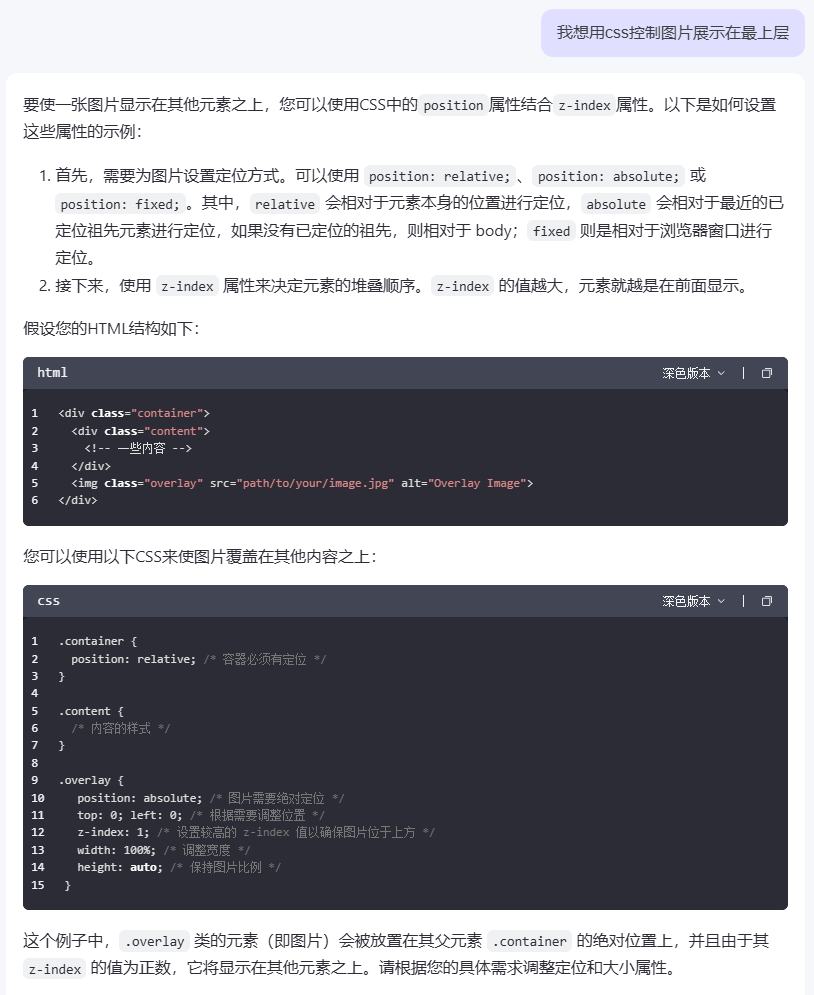 我想用css控制图片展示在最上层
要使一张图片显示在其他元素之上，您可以使用CSS中的 position 属性结合 z-index 属性。以下是如何设置
这些属性的示例：
1. 首先，需要为图片设置定位方式。可以使用 position: relative; 、 position: absolute; 或
position: fixed; 。其中， relative 会相对于元素本身的位置进行定位， absolute 会相对于最近的已
定位祖先元素进行定位，如果没有已定位的祖先，则相对于 body； fixed 则是相对于浏览器窗口进行
定位。
2. 接下来，使用 z-index 属性来决定元素的堆叠顺序。 z-index 的值越大，元素就越是在前面显示。
假设您的HTML结构如下：
html 深色版本
1 <div class="container">
2   <div class="content">
3     <!-- 一些内容 -->
4   </div>
5   <img class="overlay" src="path/to/your/image.jpg" alt="Overlay Image">
6 </div>
您可以使用以下CSS来使图片覆盖在其他内容之上：
css 深色版本
1 .container {
2   position: relative; /* 容器必须有定位 */
3 }
4
5 .content {
6   /* 内容的样式 */
7 }
8
9 .overlay {
10    position: absolute; /* 图片需要绝对定位 */
11    top: 0; left: 0; /* 根据需要调整位置 */
12    z-index: 1; /* 设置较高的 z-index 值以确保图片位于上方 */
13    width: 100%; /* 调整宽度 */
14    height: auto; /* 保持图片比例 */
15  }
这个例子中， .overlay 类的元素（即图片）会被放置在其父元素 .container 的绝对位置上，并且由于其
z-index 的值为正数，它将显示在其他元素之上。请根据您的具体需求调整定位和大小属性。